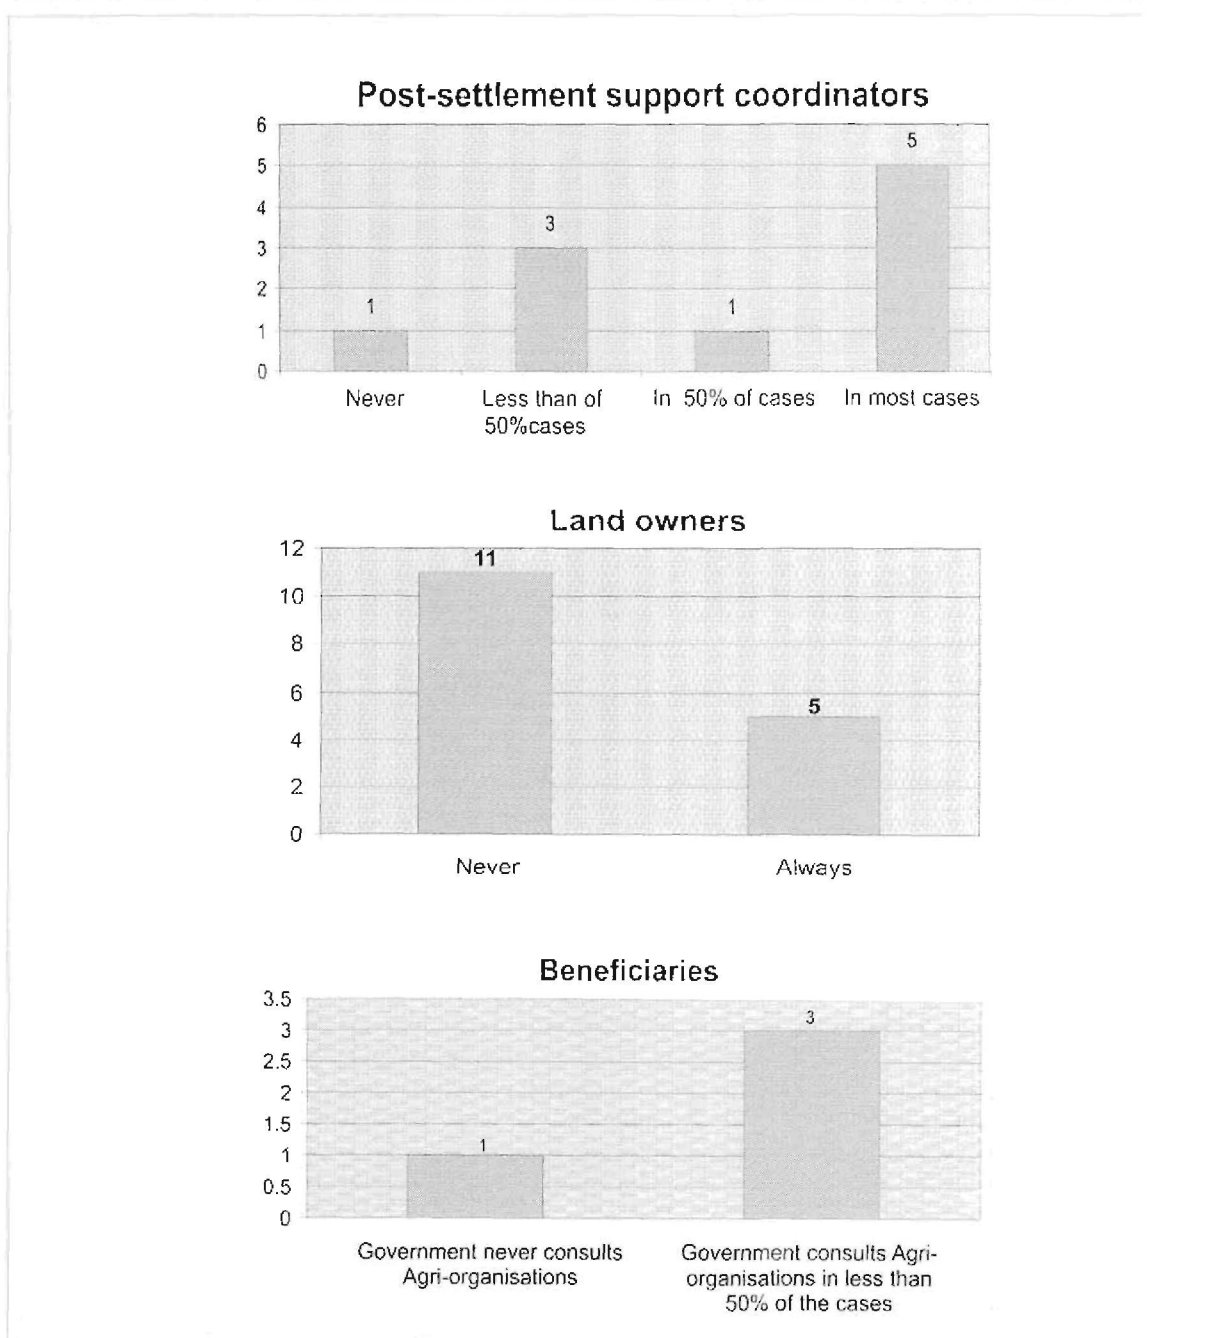 Post-settlement support coordinators
6
5
4
3
2
1
0
1
3
1
5
Never
Less than of
50%cases
In 50% of cases
In most cases
Land owners
12
10
8
6
4
2
0
11
5
Never
Always
Beneficiaries
3.5
3
2.5
2
1.5
1
0.5
0
1
3
Government never consults
Agri-organisations
Government consults Agri-
organisations in less than
50% of the cases